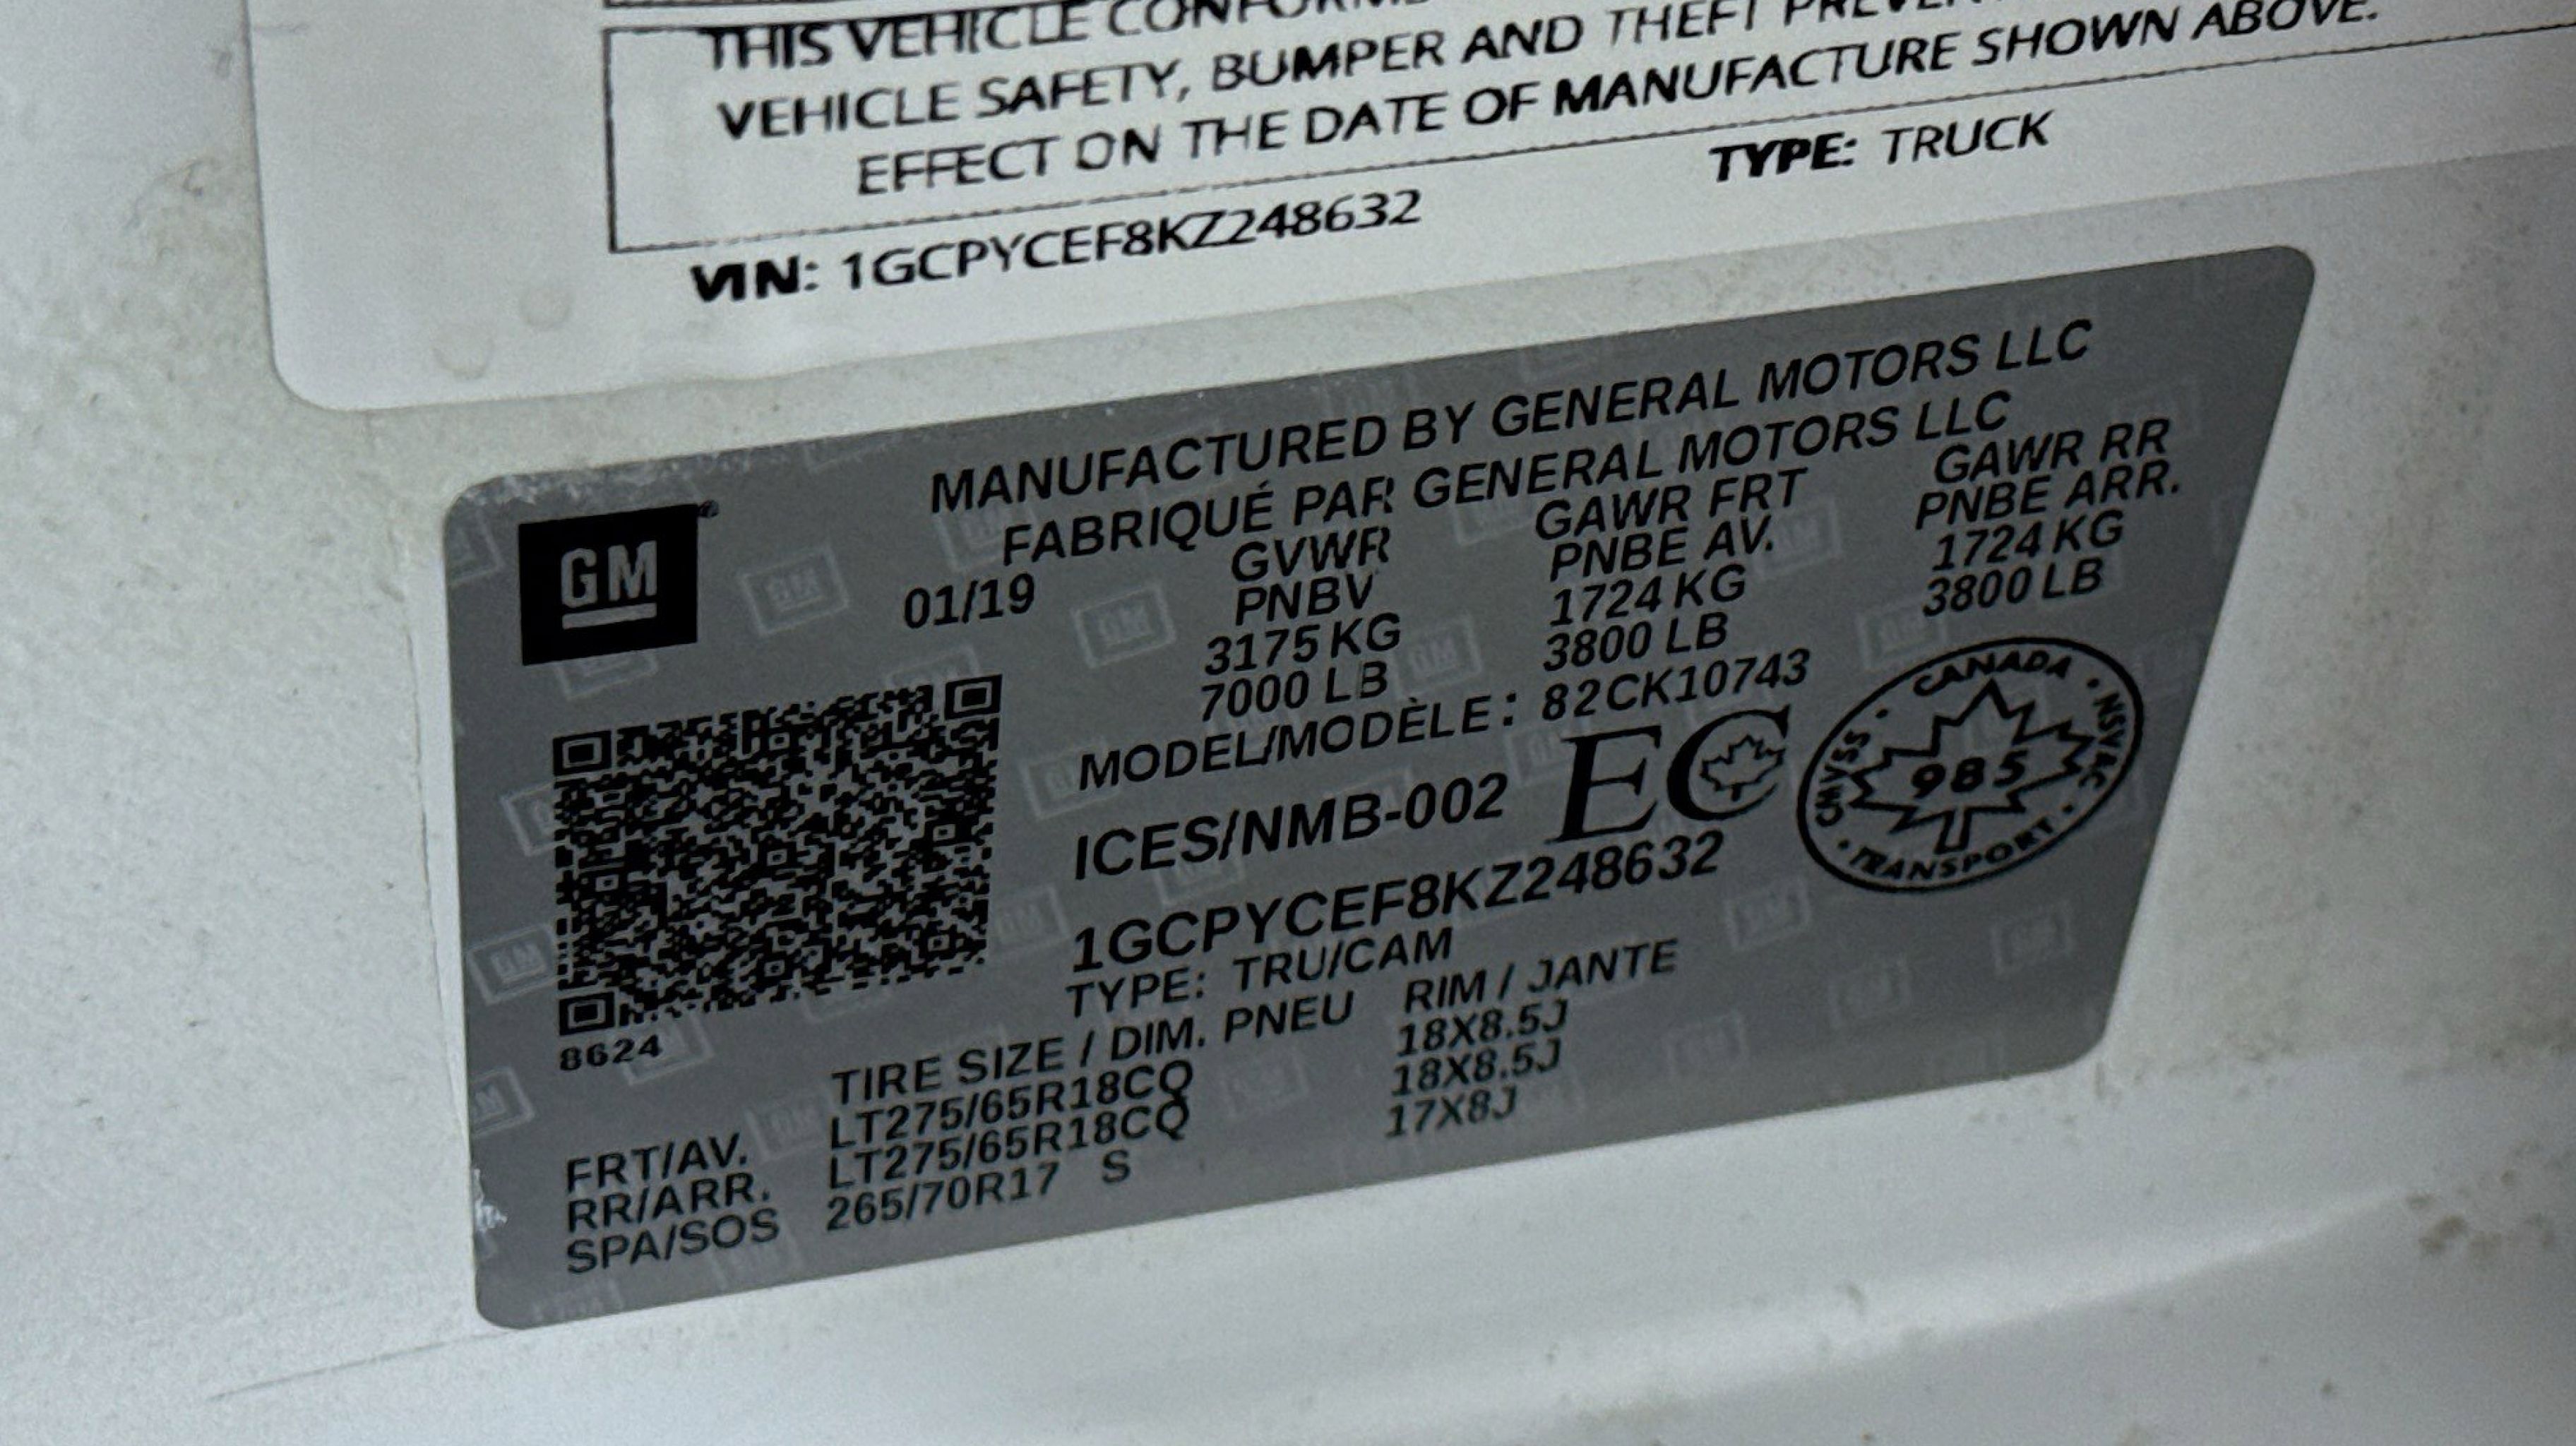 THIS VEHICLE
VEHICLE SAFETY, BUMPER AND THEFT
EFFECT ON THE DATE OF MANUFACTURE SHOWN ABOVE.
VIN: 1GCPYCEF8KZ248632 TYPE: TRUCK
MANUFACTURED BY GENERAL MOTORS LLC
FABRIQUÉ PAR GENERAL MOTORS LLC
GM
01/19
GVWR GAWR FRT GAWR RR
PNBV PNBE AV. PNBE ARR.
3175 KG 1724 KG 1724 KG
7000 LB 3800 LB 3800 LB
MODEL/MODÈLE: 82CK10743
ICES/NMB-002 EC
CANADA • NSVAC • TRANSPORT • CMVSS •
985
1GCPYCEF8KZ248632
TYPE: TRU/CAM
8624
TIRE SIZE / DIM. PNEU RIM / JANTE
FRT/AV. LT275/65R18CQ 18X8.5J
RR/ARR. LT275/65R18CQ 18X8.5J
SPA/SOS 265/70R17 S 17X8J